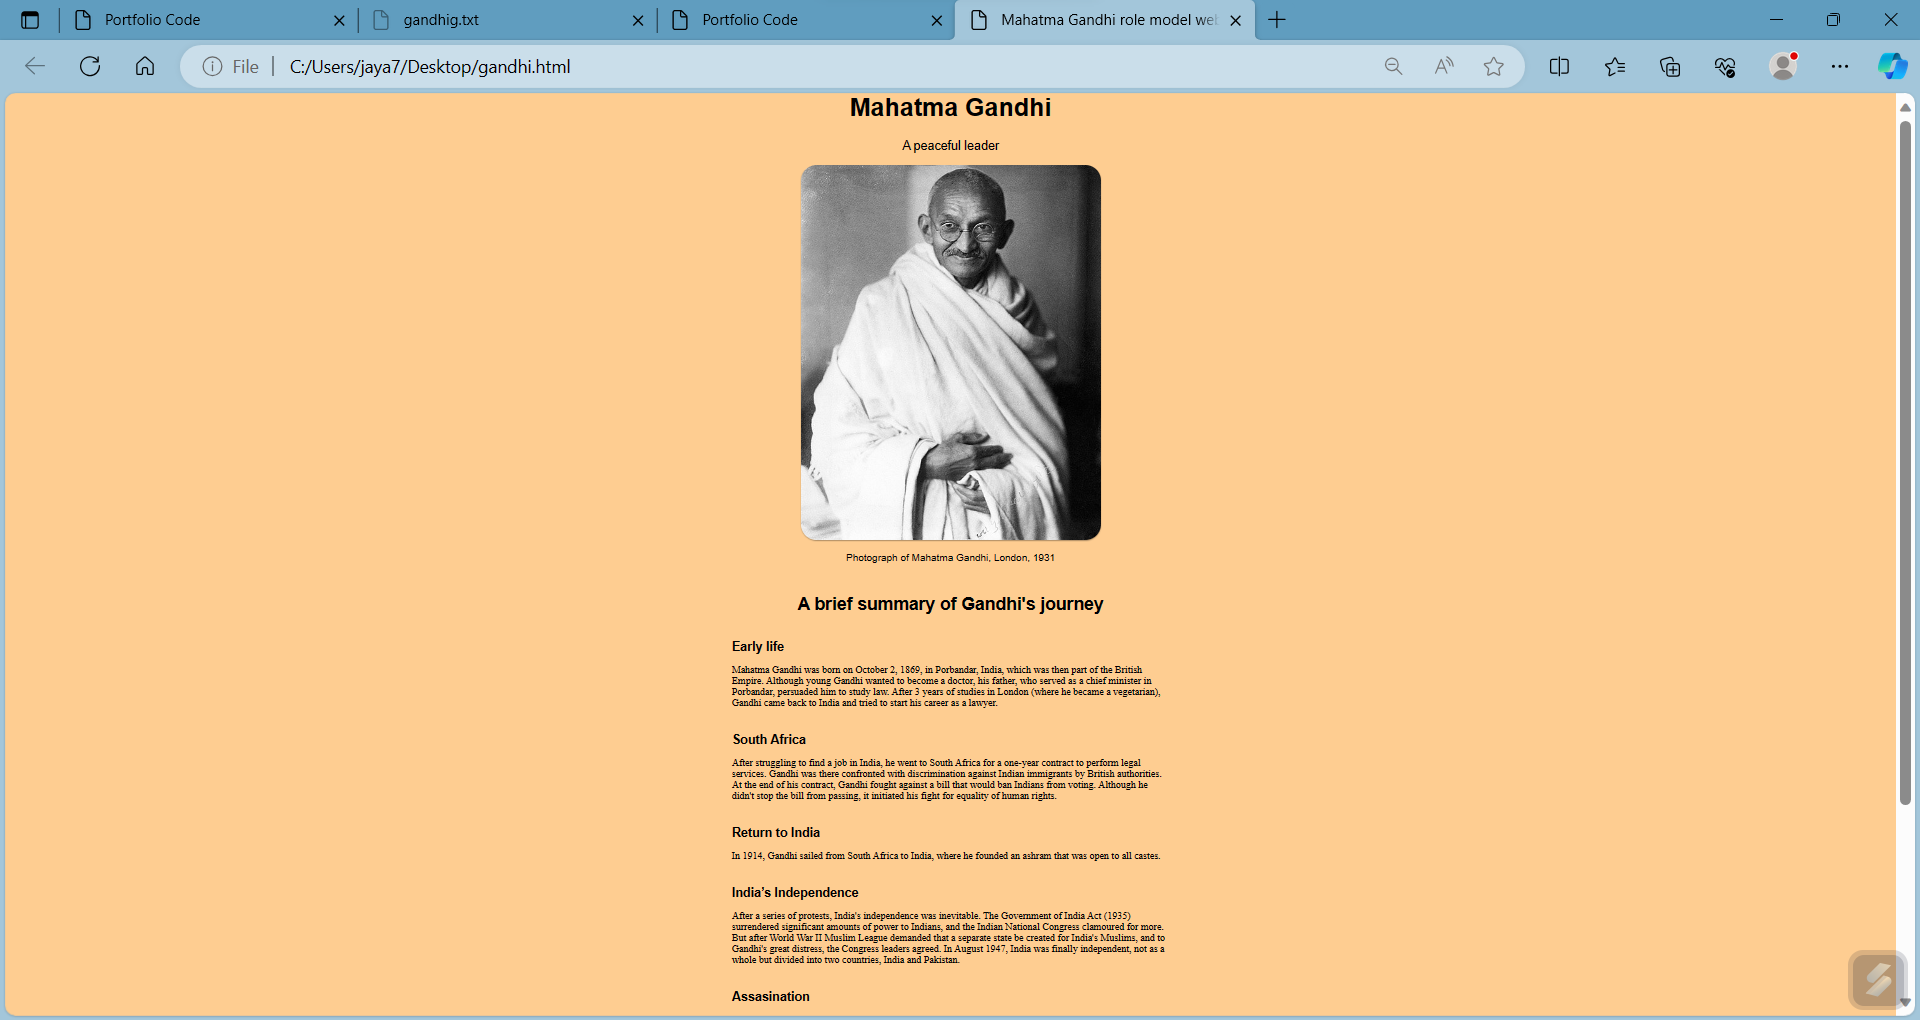 Portfolio Code
gandhig.txt
Portfolio Code
Mahatma Gandhi role model we
File
C:/Users/jaya7/Desktop/gandhi.html
Mahatma Gandhi
A peaceful leader
Photograph of Mahatma Gandhi, London, 1931
A brief summary of Gandhi's journey
Early life
Mahatma Gandhi was born on October 2, 1869, in Porbandar, India, which was then part of the British
Empire. Although young Gandhi wanted to become a doctor, his father, who served as a chief minister in
Porbandar, persuaded him to study law. After 3 years of studies in London (where he became a vegetarian),
Gandhi came back to India and tried to start his career as a lawyer.
South Africa
After struggling to find a job in India, he went to South Africa for a one-year contract to perform legal
services. Gandhi was there confronted with discrimination against Indian immigrants by British authorities.
At the end of his contract, Gandhi fought against a bill that would ban Indians from voting. Although he
didn't stop the bill from passing, it initiated his fight for equality of human rights.
Return to India
In 1914, Gandhi sailed from South Africa to India, where he founded an ashram that was open to all castes.
India's Independence
After a series of protests, India's independence was inevitable. The Government of India Act (1935)
surrendered significant amounts of power to Indians, and the Indian National Congress clamoured for more.
But after World War II Muslim League demanded that a separate state be created for India's Muslims, and to
Gandhi's great distress, the Congress leaders agreed. In August 1947, India was finally independent, not as a
whole but divided into two countries, India and Pakistan.
Assasination